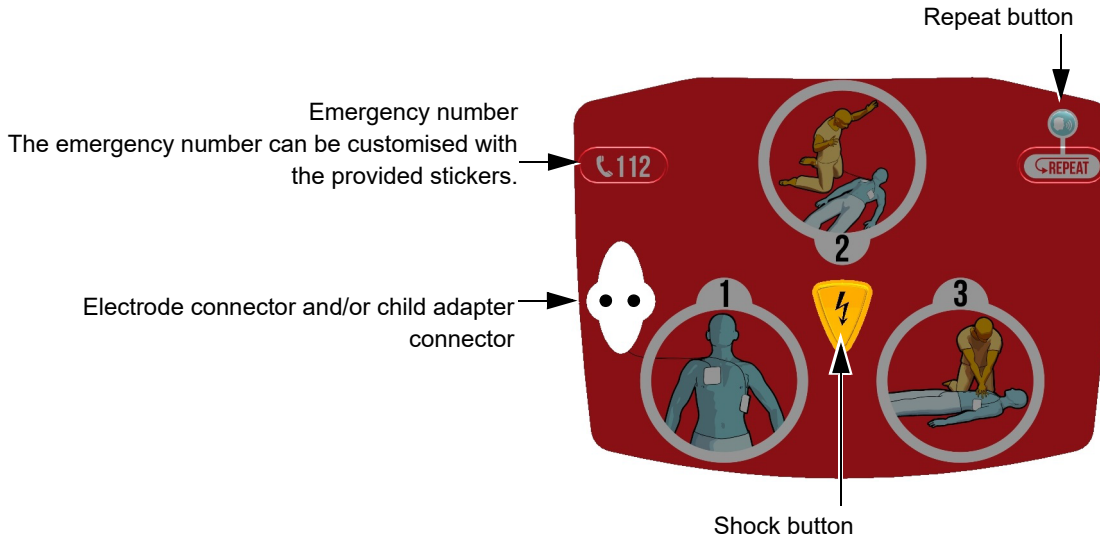 Repeat button
Emergency number
The emergency number can be customised with
the provided stickers.
112
REPEAT
2
Electrode connector and/or child adapter
connector
1
3
Shock button